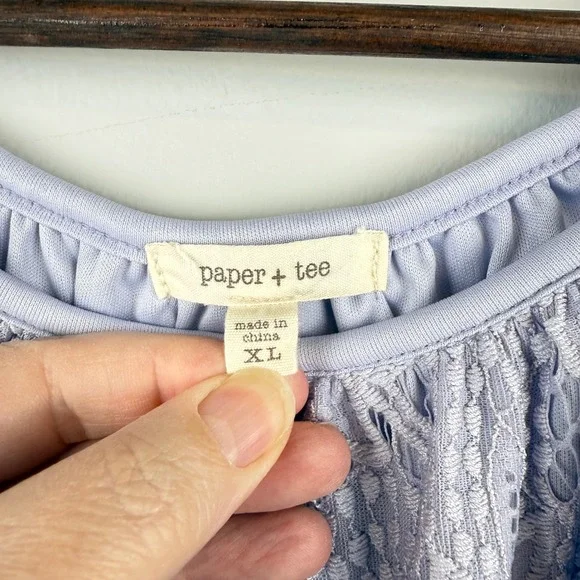 paper + tee
made in
china
XL